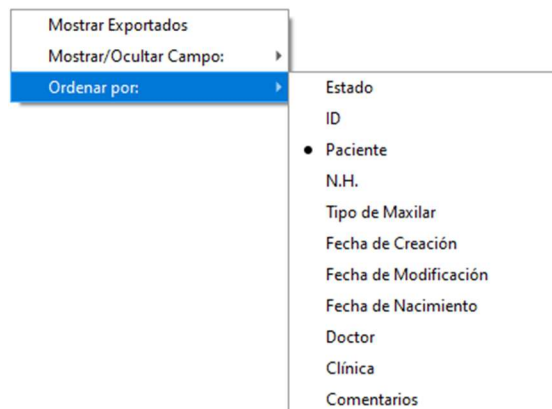 Mostrar Exportados
Mostrar/Ocultar Campo:
Ordenar por:
Estado
ID
Paciente
N.H.
Tipo de Maxilar
Fecha de Creación
Fecha de Modificación
Fecha de Nacimiento
Doctor
Clínica
Comentarios